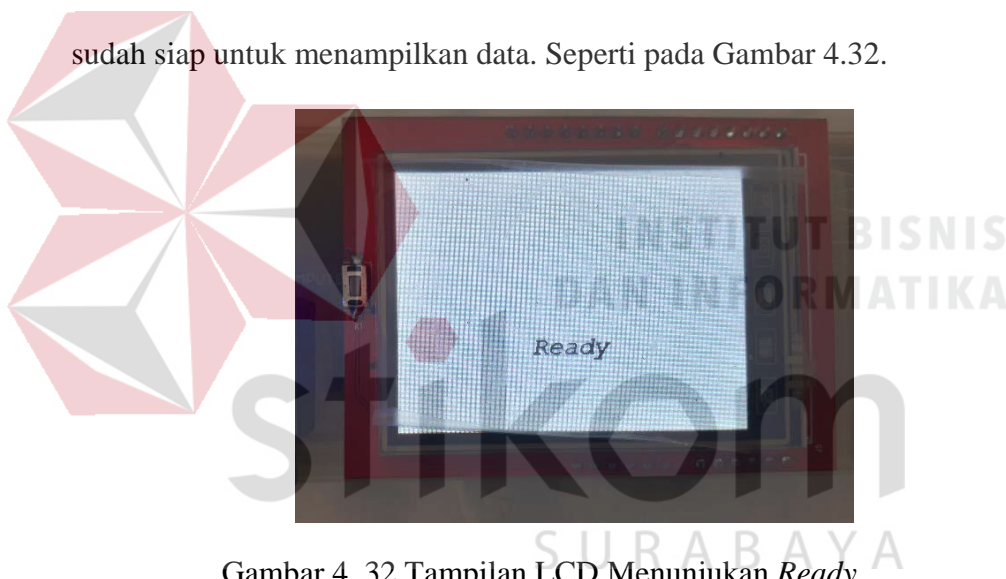 sudah siap untuk menampilkan data. Seperti pada Gambar 4.32.
INSTITUT BISNIS
DAN INFORMATIKA
Ready
stikom
SURABAYA
Gambar 4. 32 Tampilan LCD Menunjukan Ready